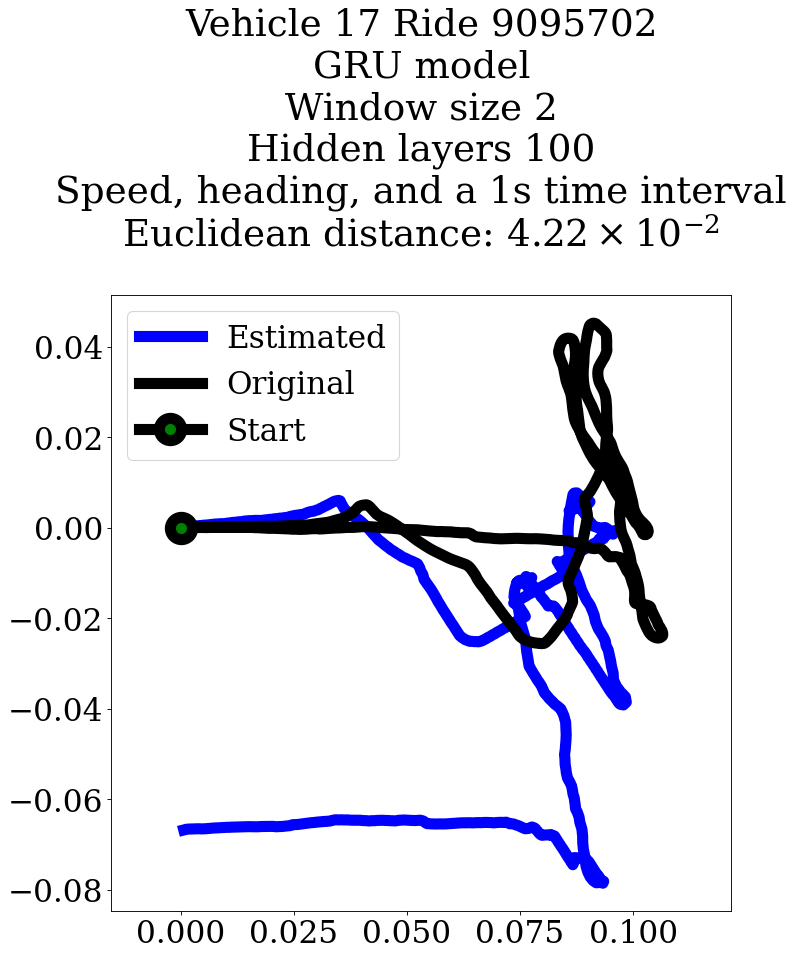 Vehicle 17 Ride 9095702
GRU model
Window size 2
Hidden layers 100
Speed, heading, and a 1s time interval
Euclidean distance: 4.22 × 10⁻²
Estimated
Original
Start
0.04
0.02
0.00
−0.02
−0.04
−0.06
−0.08
0.000 0.025 0.050 0.075 0.100